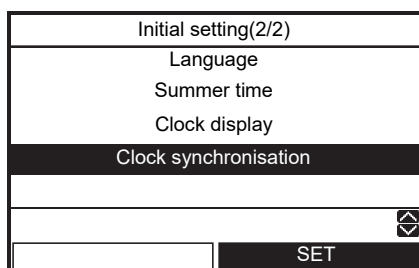 Initial setting(2/2)
Language
Summer time
Clock display
Clock synchronisation
SET